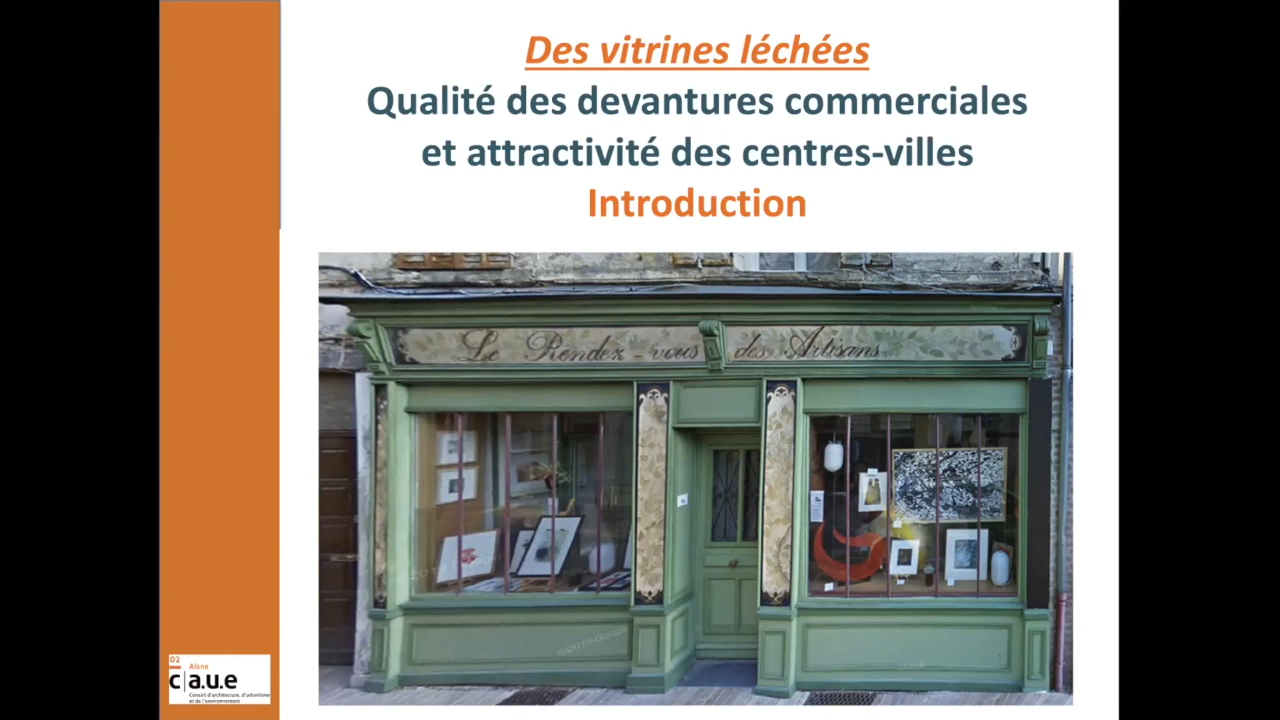 Des vitrines léchées
Qualité des devantures commerciales
et attractivité des centres-villes
Introduction
Le Rendez-vous des Artisans
02
Aisne
c|a.u.e
Conseil d'architecture, d'urbanisme
et de l'environnement